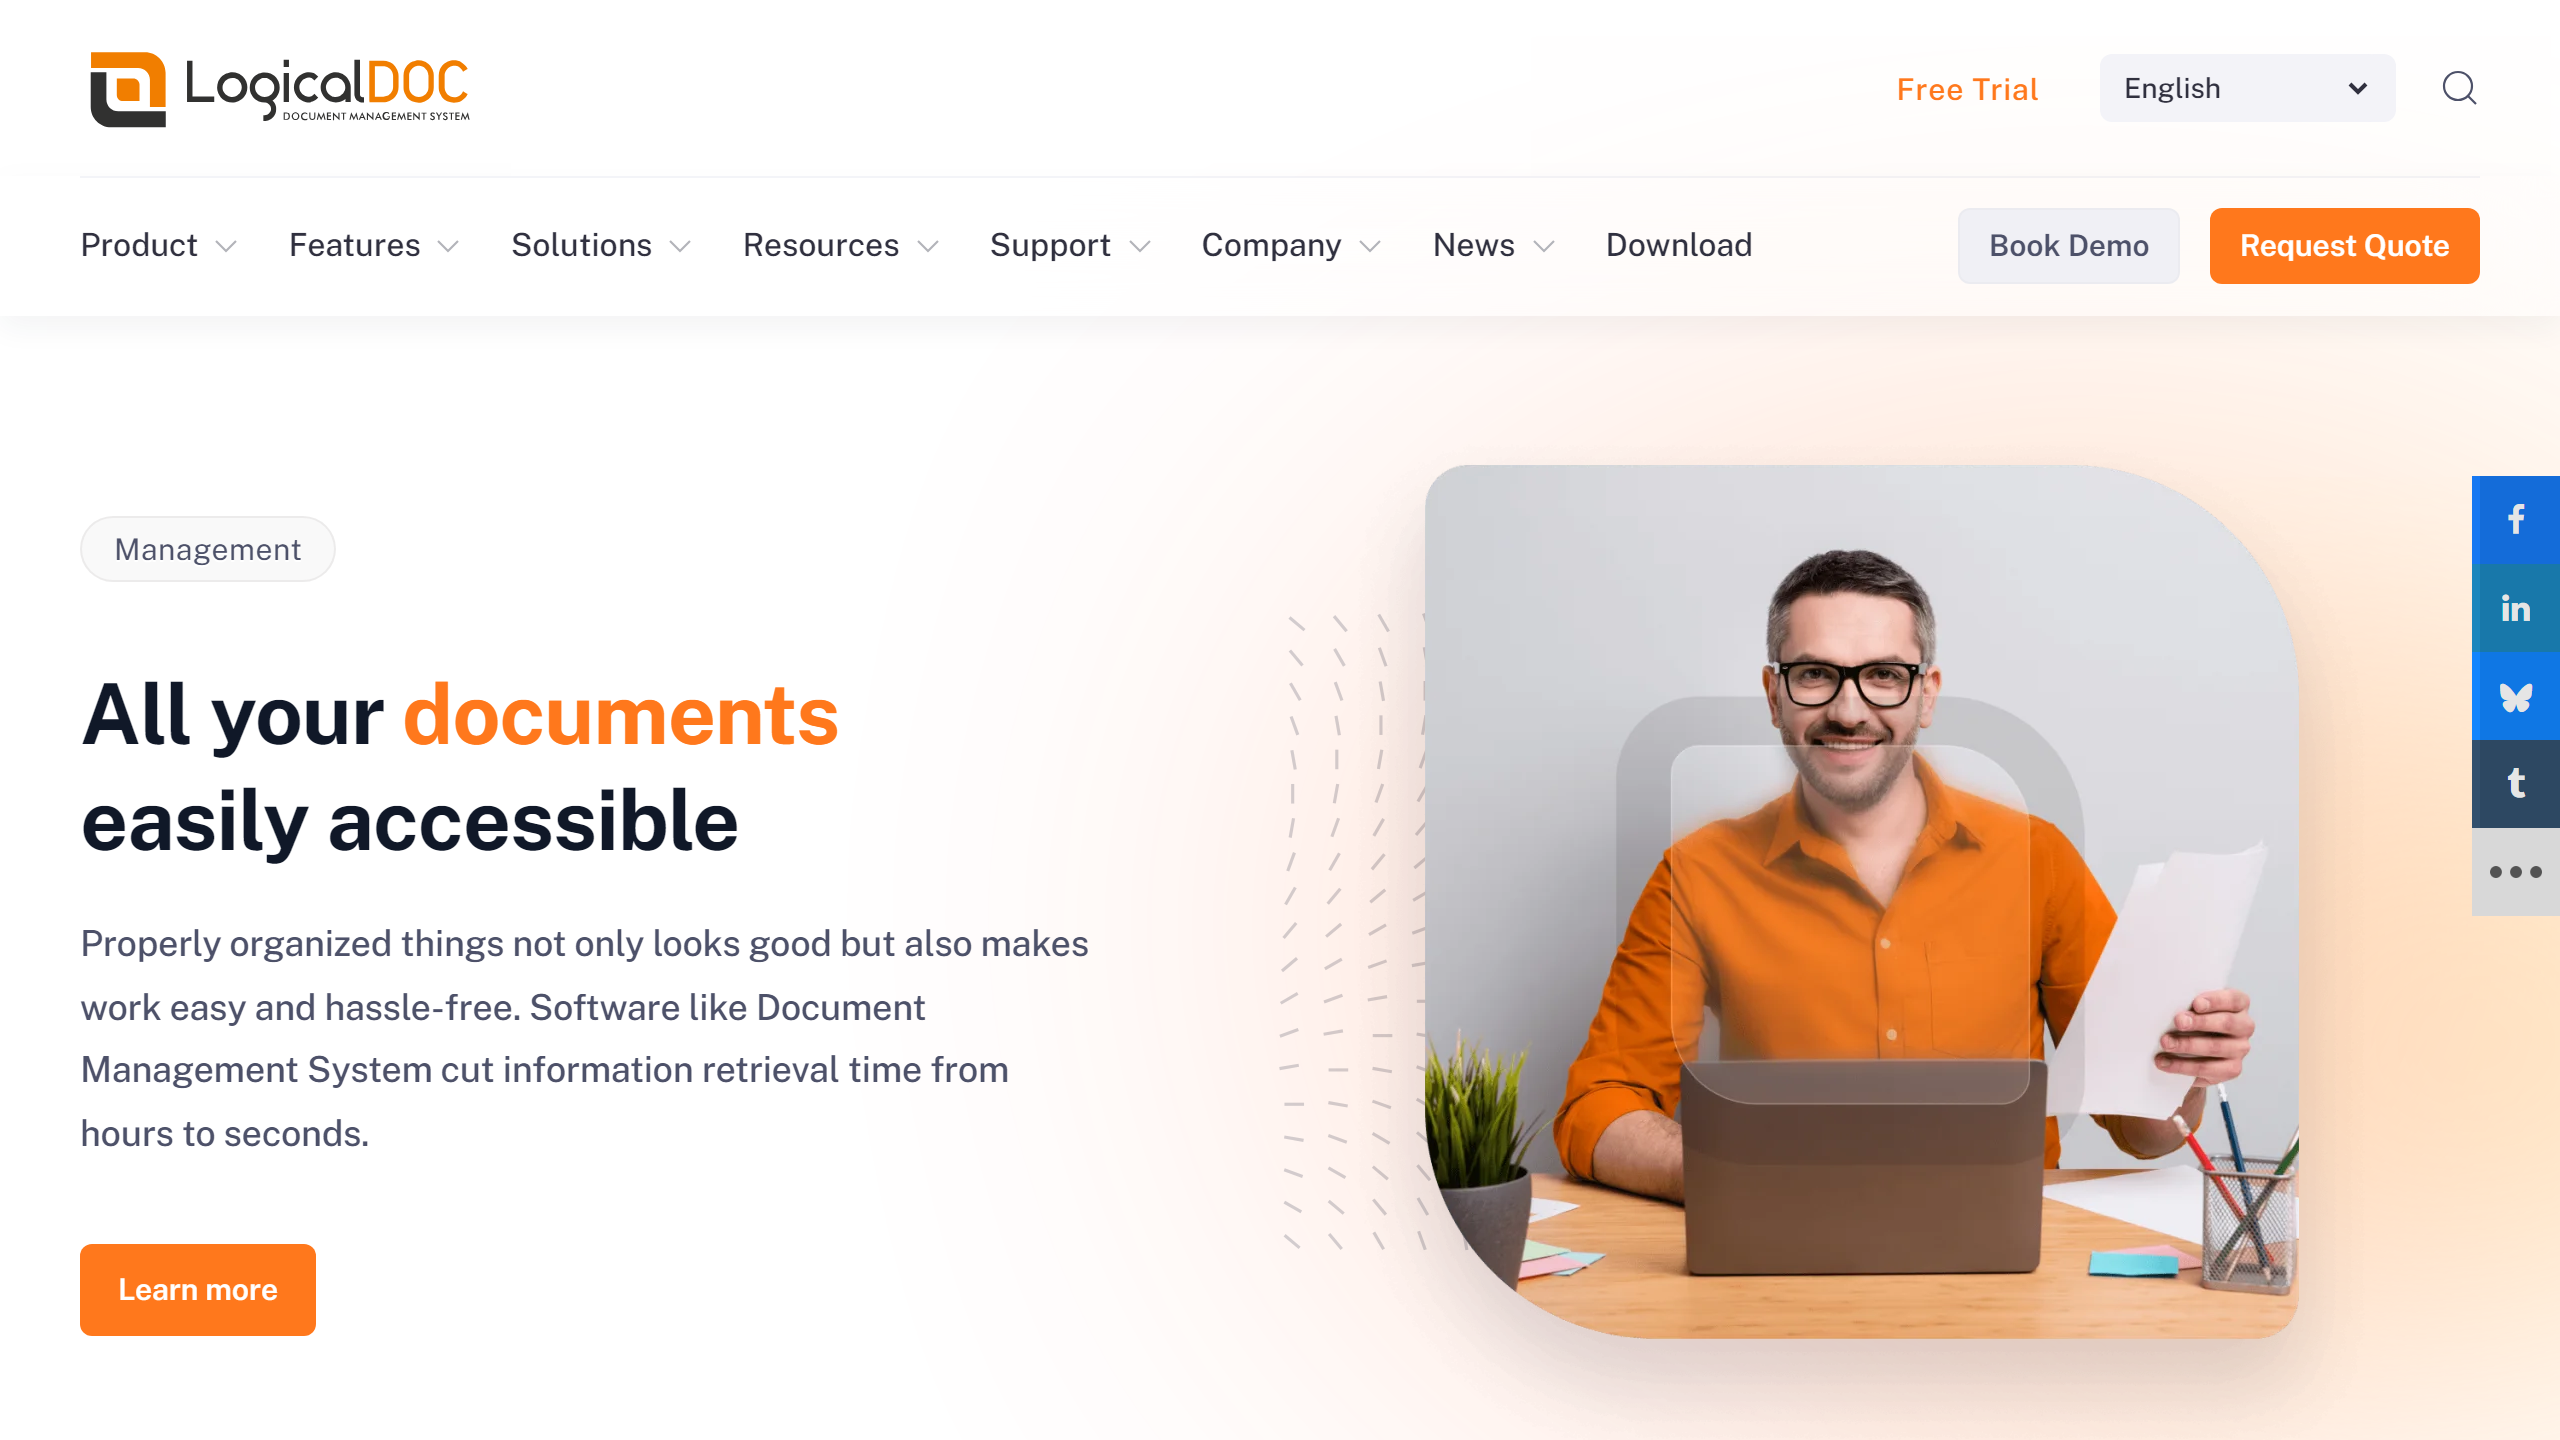 LogicalDOC
DOCUMENT MANAGEMENT SYSTEM
Free Trial
English
Product
Features
Solutions
Resources
Support
Company
News
Download
Book Demo
Request Quote
Management
All your documents
easily accessible
Properly organized things not only looks good but also makes
work easy and hassle-free. Software like Document
Management System cut information retrieval time from
hours to seconds.
Learn more